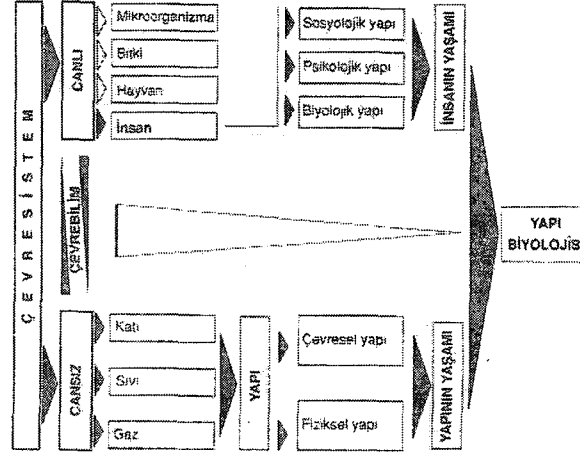 ÇEVRESİSTEM
CANLI
Mikroorganizma
Bitki
Hayvan
İnsan
Sosyolojik yapı
Psikolojik yapı
Biyolojik yapı
İNSANIN YAŞAMI
ÇEVREBİLİM
YAPI
BİYOLOJİS
CANSIZ
Katı
Sıvı
Gaz
YAPI
Çevresel yapı
Fiziksel yapı
YAPININ YAŞAMI